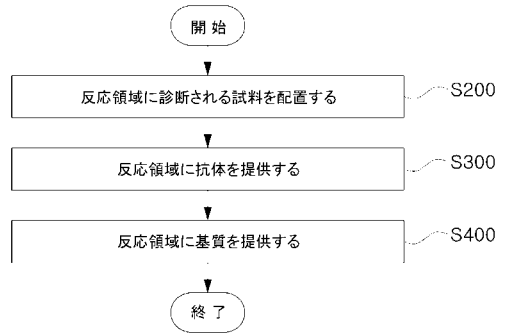 開始
反応領域に診断される試料を配置する
S200
反応領域に抗体を提供する
S300
反応領域に基質を提供する
S400
終了